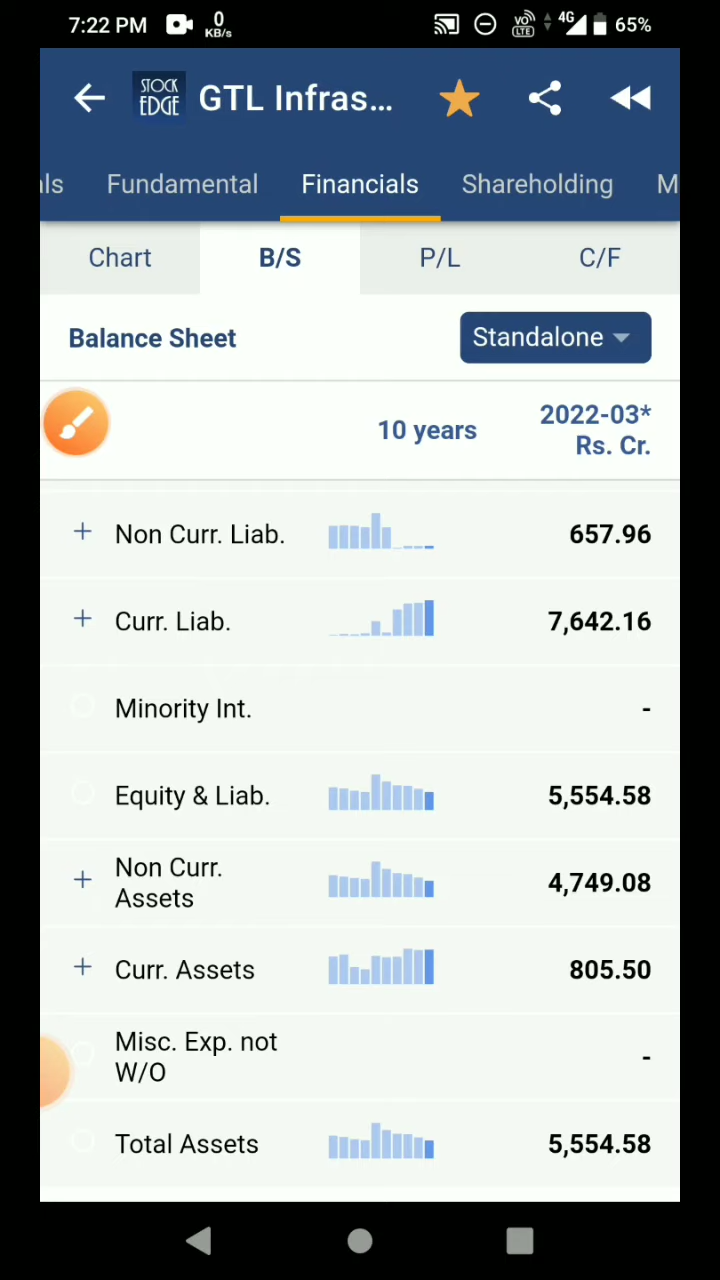 7:22 PM 0 KB/s VO LTE 4G 65%
STOCK EDGE GTL Infras...
ls Fundamental Financials Shareholding M
Chart B/S P/L C/F
Balance Sheet Standalone
10 years 2022-03*
Rs. Cr.
+ Non Curr. Liab. 657.96
+ Curr. Liab. 7,642.16
Minority Int. -
Equity & Liab. 5,554.58
+ Non Curr. Assets 4,749.08
+ Curr. Assets 805.50
Misc. Exp. not W/O -
Total Assets 5,554.58